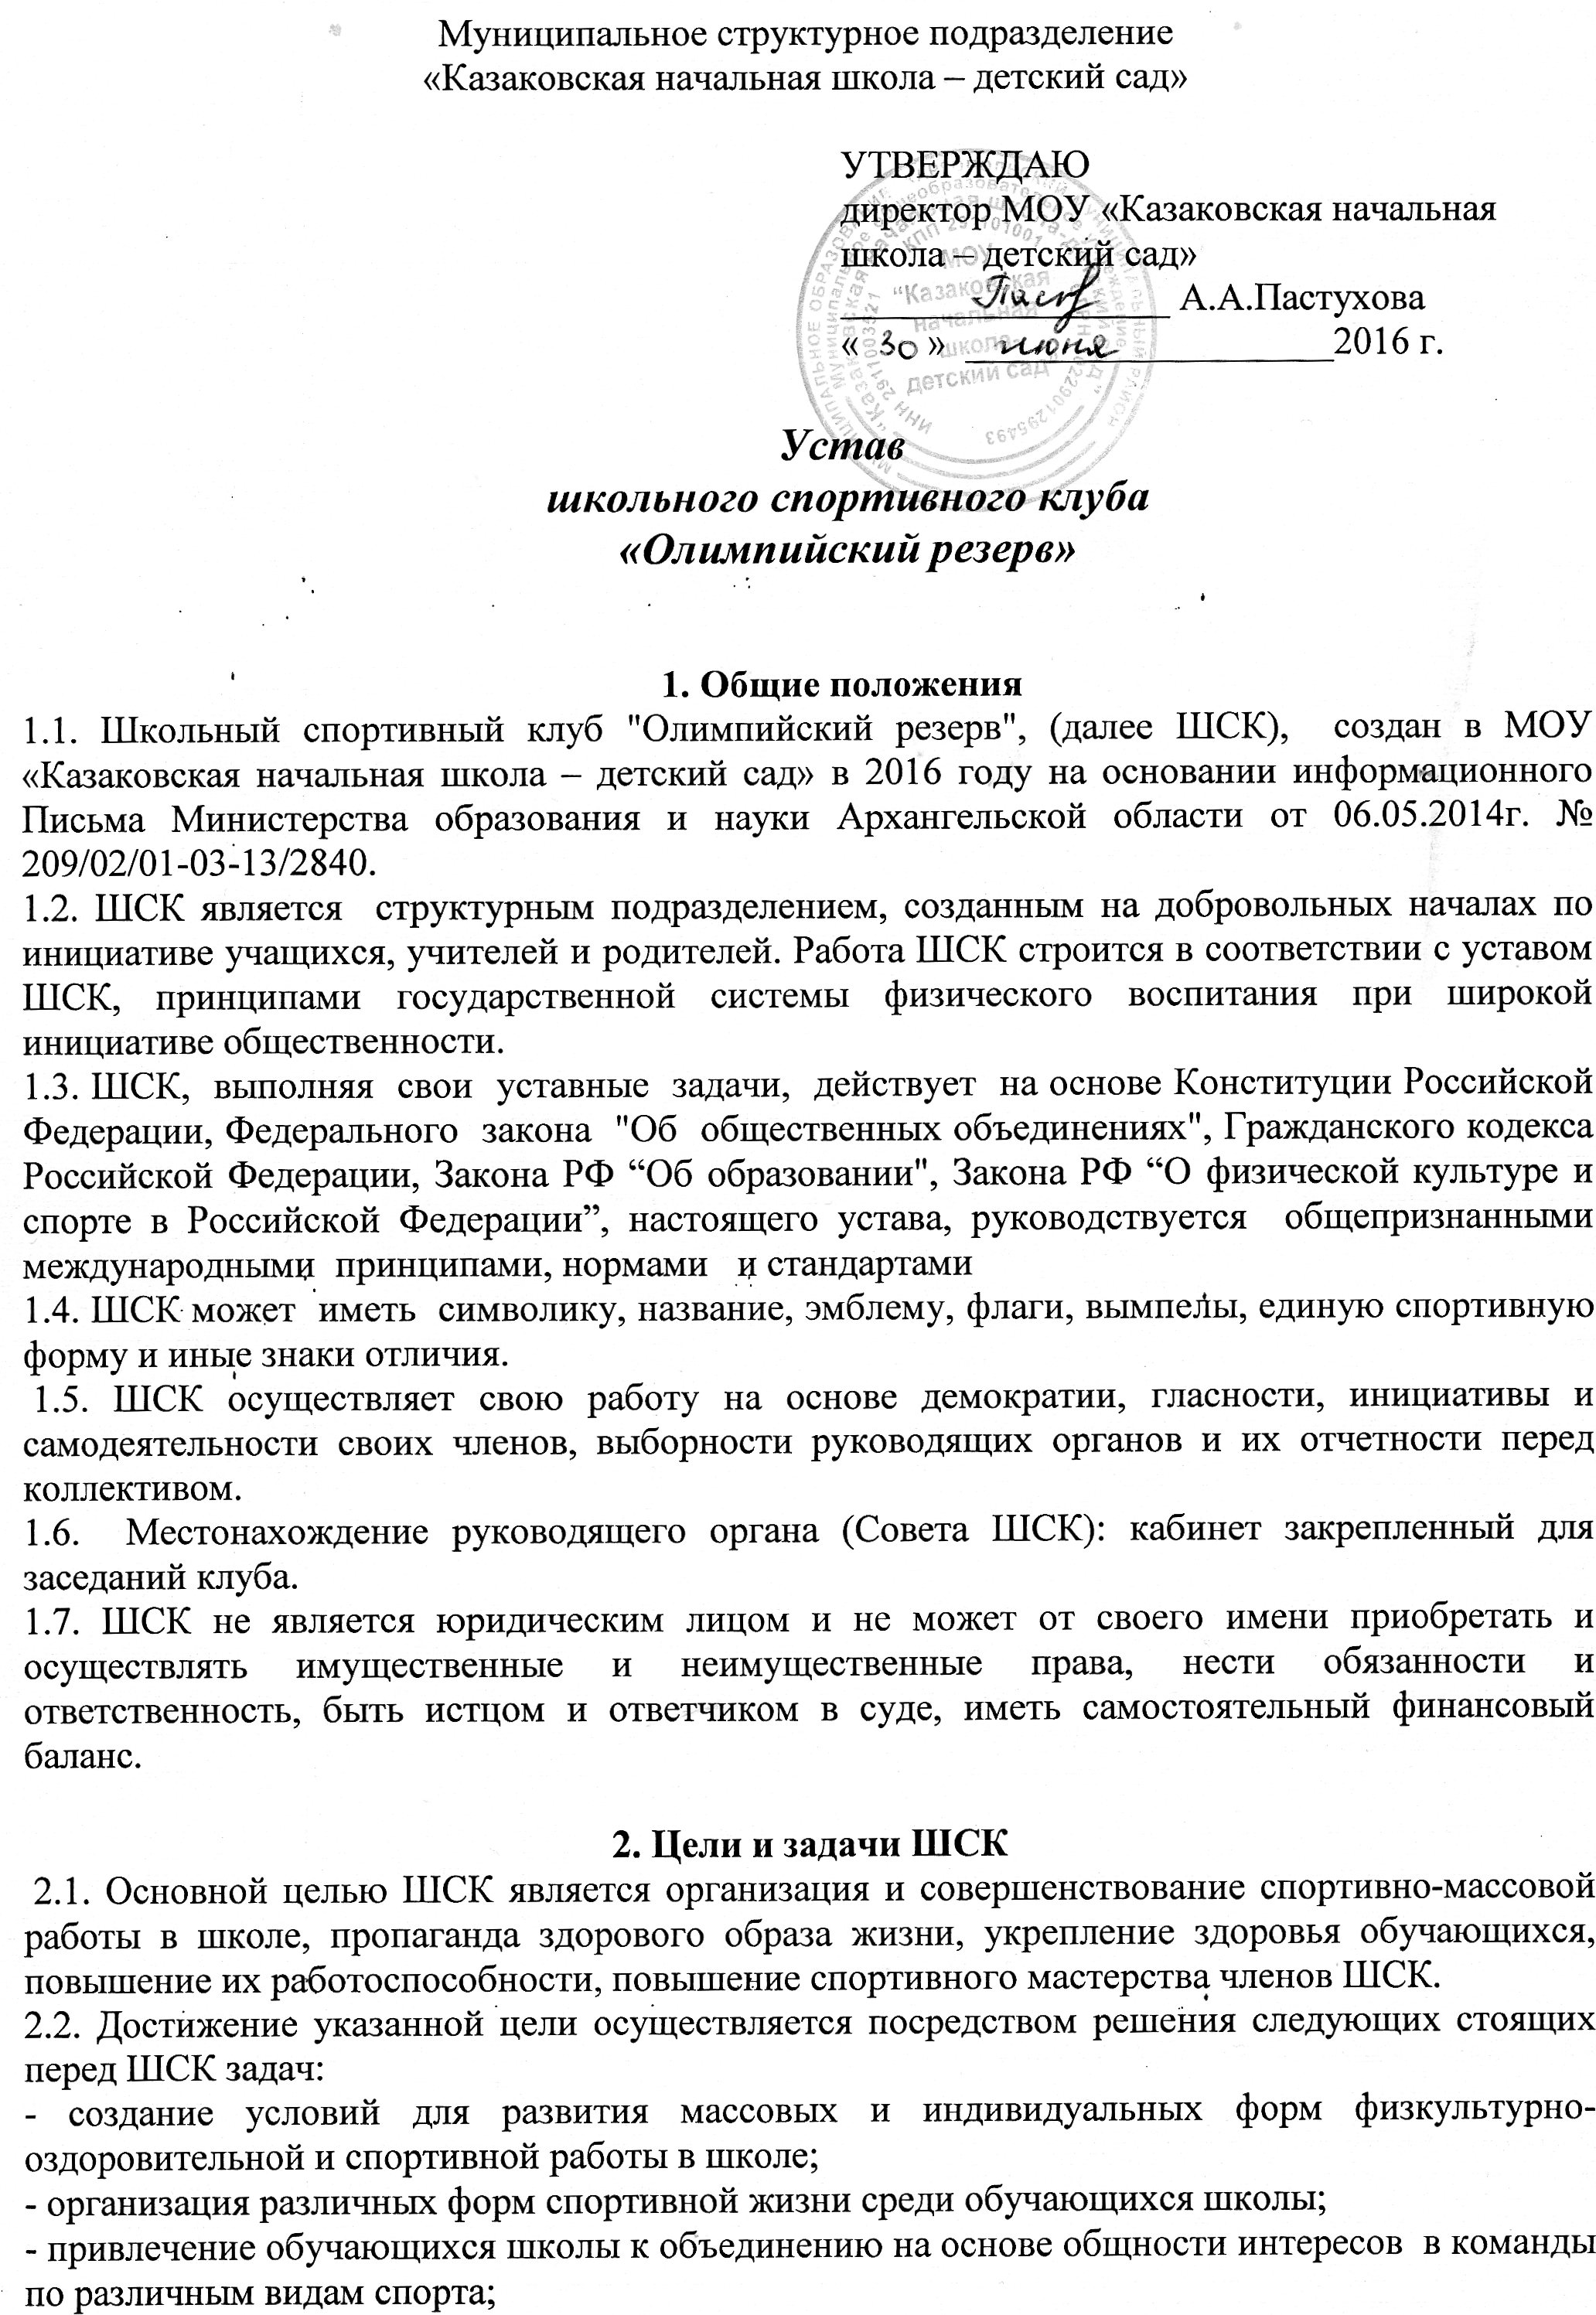 Муниципальное структурное подразделение
«Казаковская начальная школа – детский сад»
УТВЕРЖДАЮ
директор МОУ «Казаковская начальная
школа – детский сад»
А.А.Пастухова
« 30 » июня 2016 г.
МОУ
"Казаковская
начальная
школа-
детский сад"
Устав
школьного спортивного клуба
«Олимпийский резерв»
1. Общие положения
1.1. Школьный спортивный клуб "Олимпийский резерв", (далее ШСК), создан в МОУ
«Казаковская начальная школа – детский сад» в 2016 году на основании информационного
Письма Министерства образования и науки Архангельской области от 06.05.2014г. №
209/02/01-03-13/2840.
1.2. ШСК является структурным подразделением, созданным на добровольных началах по
инициативе учащихся, учителей и родителей. Работа ШСК строится в соответствии с уставом
ШСК, принципами государственной системы физического воспитания при широкой
инициативе общественности.
1.3. ШСК, выполняя свои уставные задачи, действует на основе Конституции Российской
Федерации, Федерального закона "Об общественных объединениях", Гражданского кодекса
Российской Федерации, Закона РФ “Об образовании", Закона РФ “О физической культуре и
спорте в Российской Федерации”, настоящего устава, руководствуется общепризнанными
международными принципами, нормами и стандартами
1.4. ШСК может иметь символику, название, эмблему, флаги, вымпелы, единую спортивную
форму и иные знаки отличия.
1.5. ШСК осуществляет свою работу на основе демократии, гласности, инициативы и
самодеятельности своих членов, выборности руководящих органов и их отчетности перед
коллективом.
1.6. Местонахождение руководящего органа (Совета ШСК): кабинет закрепленный для
заседаний клуба.
1.7. ШСК не является юридическим лицом и не может от своего имени приобретать и
осуществлять имущественные и неимущественные права, нести обязанности и
ответственность, быть истцом и ответчиком в суде, иметь самостоятельный финансовый
баланс.
2. Цели и задачи ШСК
2.1. Основной целью ШСК является организация и совершенствование спортивно-массовой
работы в школе, пропаганда здорового образа жизни, укрепление здоровья обучающихся,
повышение их работоспособности, повышение спортивного мастерства членов ШСК.
2.2. Достижение указанной цели осуществляется посредством решения следующих стоящих
перед ШСК задач:
- создание условий для развития массовых и индивидуальных форм физкультурно-
оздоровительной и спортивной работы в школе;
- организация различных форм спортивной жизни среди обучающихся школы;
- привлечение обучающихся школы к объединению на основе общности интересов в команды
по различным видам спорта;